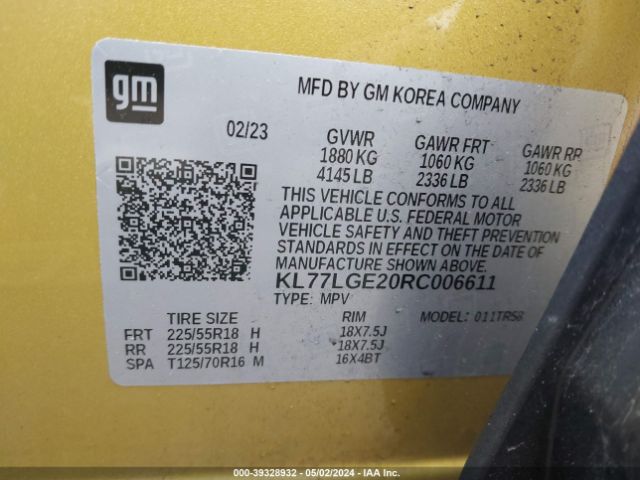 gm
MFD BY GM KOREA COMPANY
02/23
GVWR GAWR FRT GAWR RR
1880 KG 1060 KG 1060 KG
4145 LB 2336 LB 2336 LB
THIS VEHICLE CONFORMS TO ALL
APPLICABLE U.S. FEDERAL MOTOR
VEHICLE SAFETY AND THEFT PREVENTION
STANDARDS IN EFFECT ON THE DATE OF
MANUFACTURE SHOWN ABOVE.
KL77LGE20RC006611
TYPE: MPV
TIRE SIZE RIM MODEL: 011TR58
FRT 225/55R18 H 18X7.5J
RR 225/55R18 H 18X7.5J
SPA T125/70R16 M 16X4BT
000-39328932 - 05/02/2024 - IAA Inc.